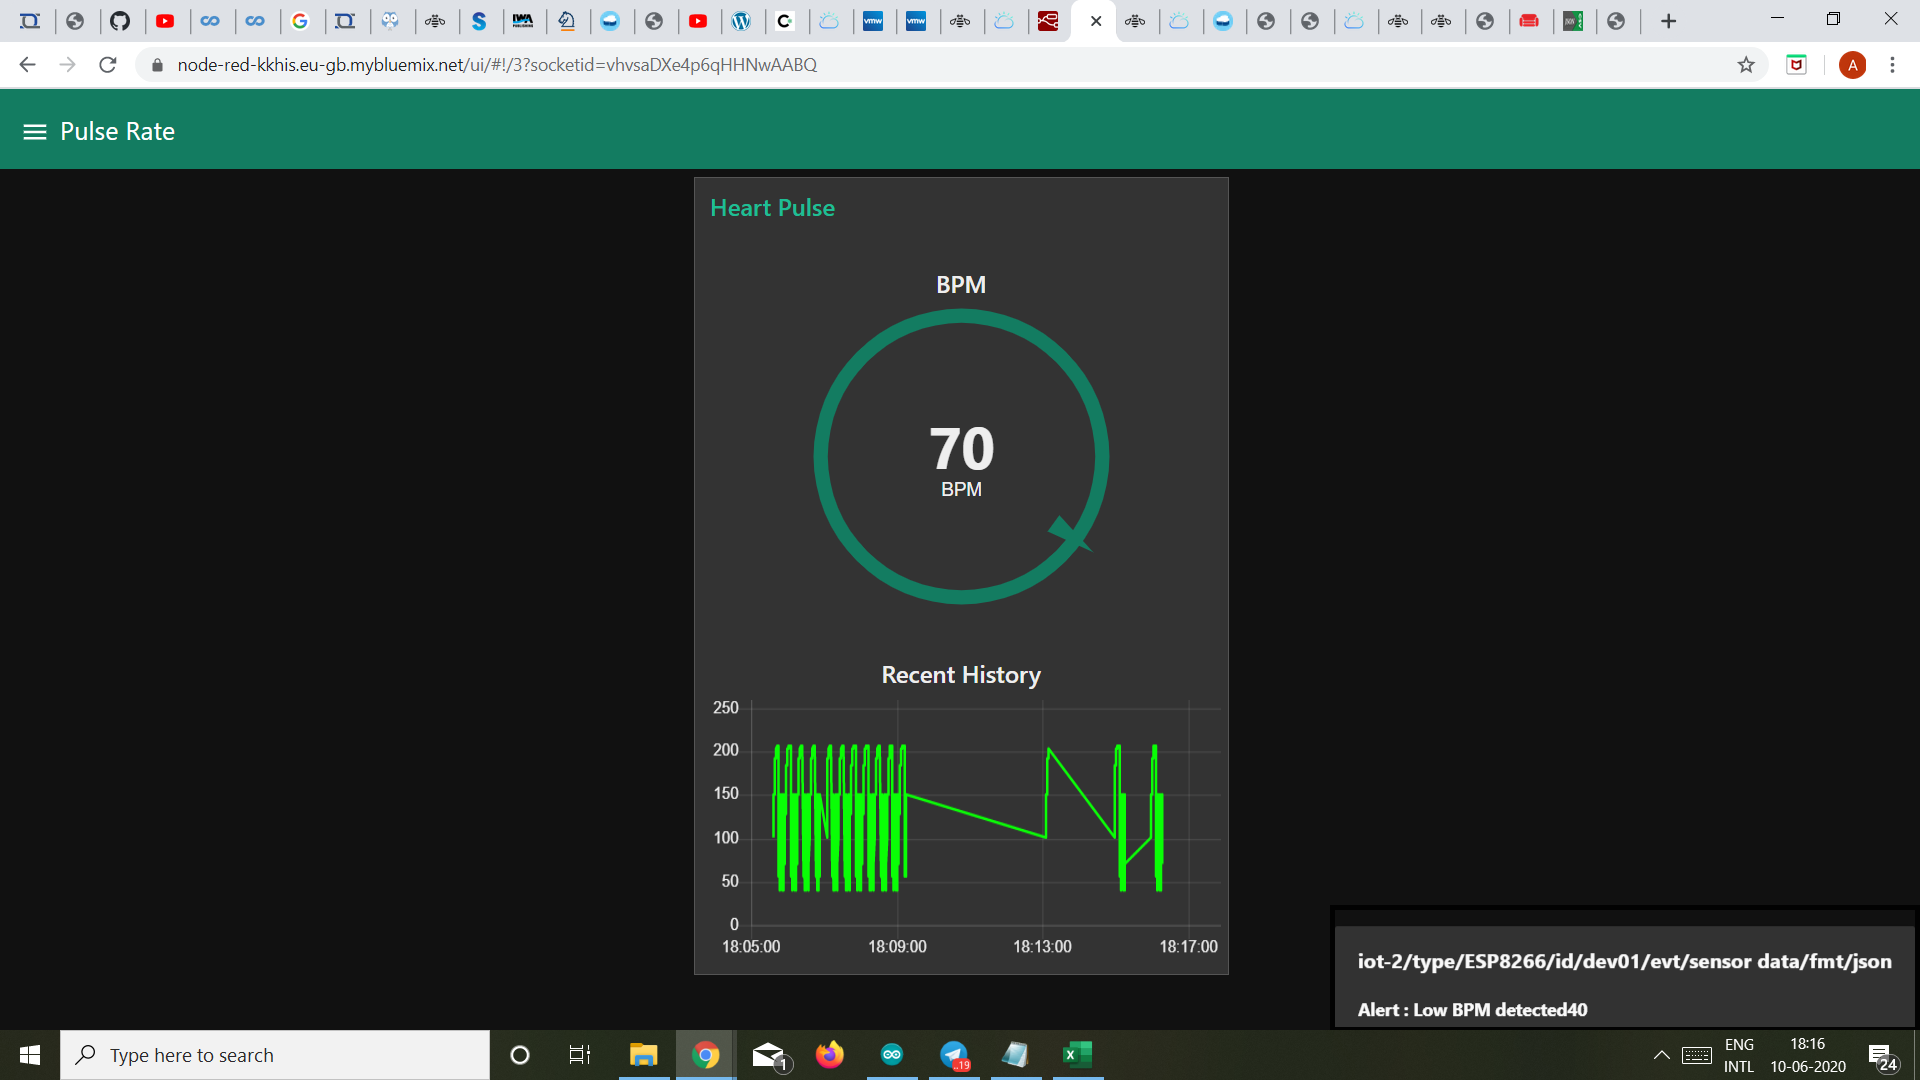 node-red-kkhis.eu-gb.mybluemix.net/ui/#!/3?socketid=vhvsaDXe4p6qHHNwAABQ
A
Pulse Rate
Heart Pulse
BPM
70
BPM
Recent History
250
200
150
100
50
0
18:05:00 18:09:00 18:13:00 18:17:00
iot-2/type/ESP8266/id/dev01/evt/sensor data/fmt/json
Alert : Low BPM detected40
Type here to search
1
..19
ENG
INTL
18:16
10-06-2020
24